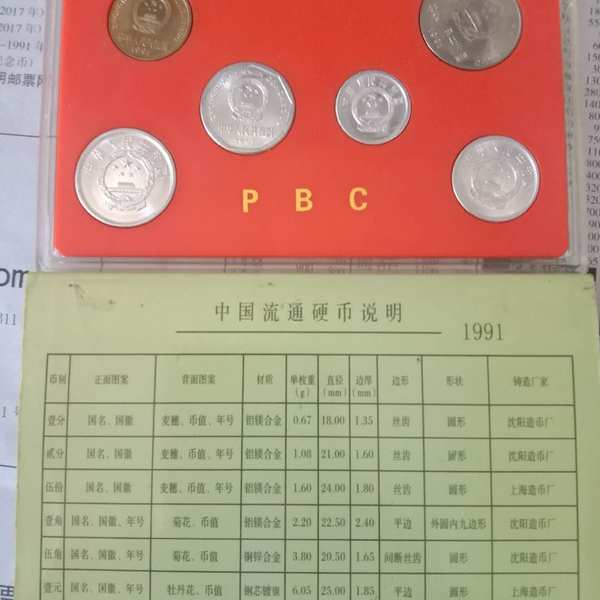 P B C
中国流通硬币说明
1991
币别 正面图案 背面图案 材质 单枚重(g) 直径(mm) 边厚(mm) 边形 形状 铸造厂家
壹分 国名、国徽 麦穗、币值、年号 铝镁合金 0.67 18.00 1.35 丝齿 圆形 沈阳造币厂
贰分 国名、国徽 麦穗、币值、年号 铝镁合金 1.08 21.00 1.60 丝齿 圆形 沈阳造币厂
伍份 国名、国徽 麦穗、币值、年号 铝镁合金 1.60 24.00 1.80 丝齿 圆形 上海造币厂
壹角 国名、国徽、年号 菊花、币值 铝镁合金 2.20 22.50 2.40 平边 外圆内九边形 沈阳造币厂
伍角 国名、国徽、年号 菊花、币值 铜锌合金 3.80 20.50 1.65 间断丝齿 圆形 沈阳造币厂
壹元 国名、国徽、年号 牡丹花、币值 钢芯镀镍 6.05 25.00 1.85 平边 圆形 上海造币厂